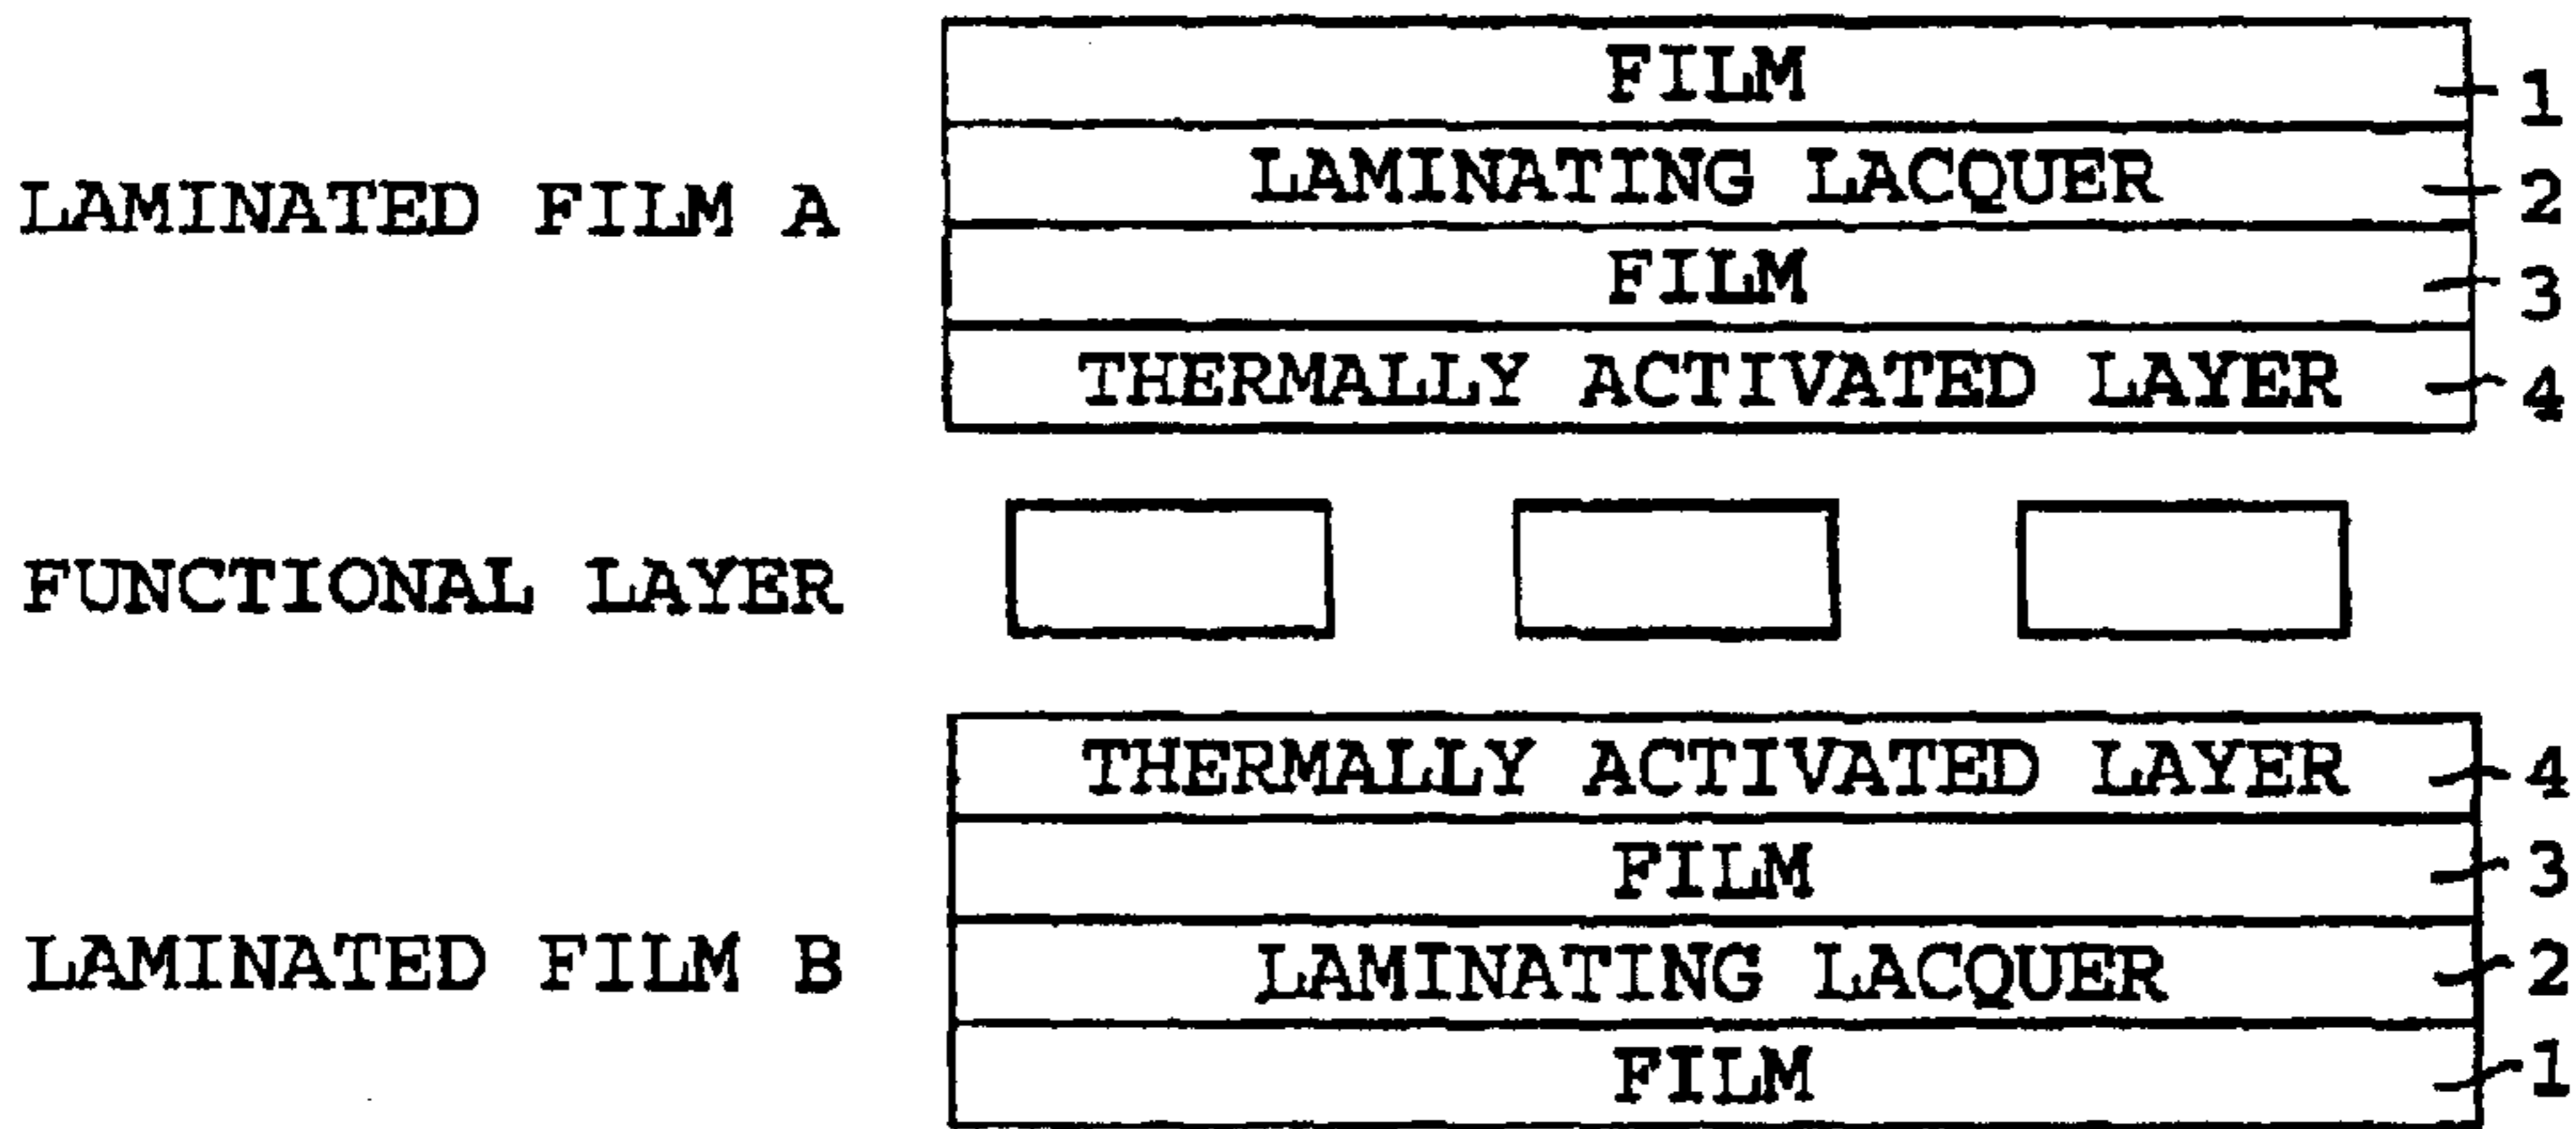 FILM 1
LAMINATING LACQUER 2
LAMINATED FILM A
FILM 3
THERMALLY ACTIVATED LAYER 4
FUNCTIONAL LAYER
THERMALLY ACTIVATED LAYER 4
FILM 3
LAMINATED FILM B
LAMINATING LACQUER 2
FILM 1